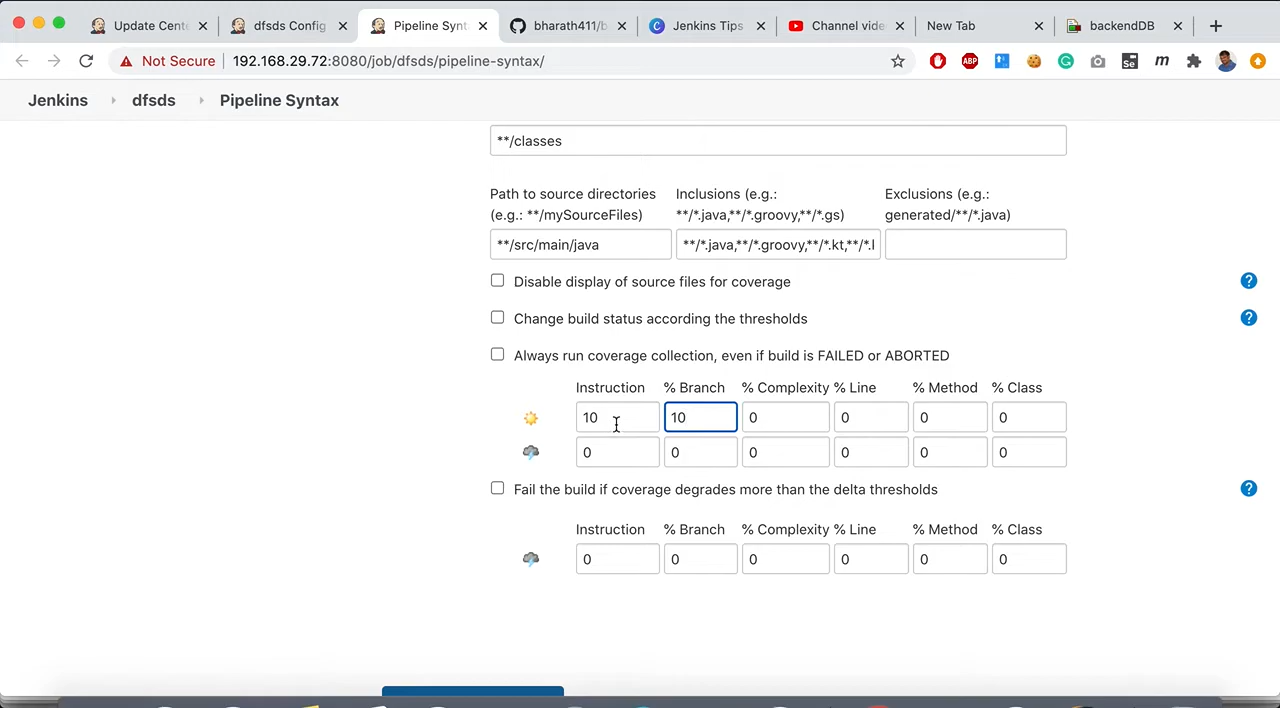 Update Cente
dfsds Config
Pipeline Synt
bharath411/b
Jenkins Tips
Channel vide
New Tab
backendDB
Not Secure
192.168.29.72:8080/job/dfsds/pipeline-syntax/
ABP
Se
m
Jenkins
dfsds
Pipeline Syntax
**/classes
Path to source directories
(e.g.: **/mySourceFiles)
Inclusions (e.g.:
**/*.java,**/*.groovy,**/*.gs)
Exclusions (e.g.:
generated/**/*.java)
**/src/main/java
**/*.java,**/*.groovy,**/*.kt,**/*.l
Disable display of source files for coverage
?
Change build status according the thresholds
?
Always run coverage collection, even if build is FAILED or ABORTED
Instruction % Branch % Complexity % Line % Method % Class
10 10 0 0 0 0
0 0 0 0 0 0
Fail the build if coverage degrades more than the delta thresholds
?
Instruction % Branch % Complexity % Line % Method % Class
0 0 0 0 0 0